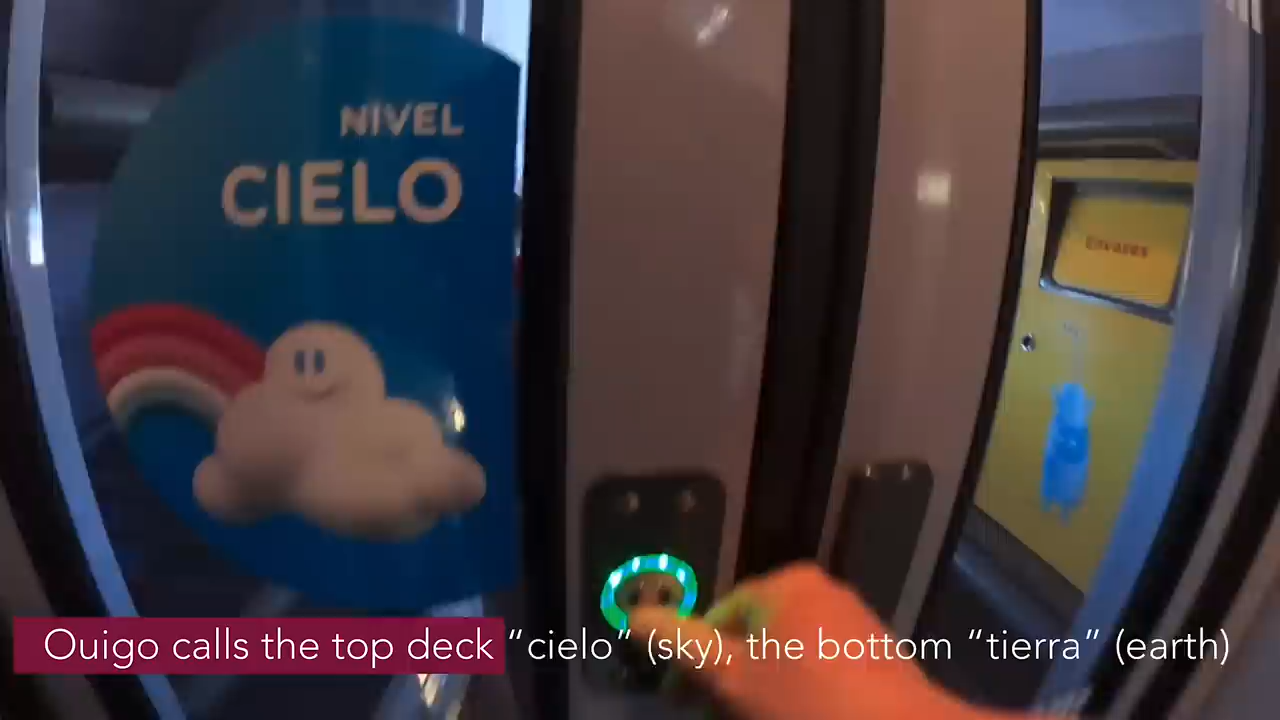 NIVEL
CIELO
Envases
Ouigo calls the top deck “cielo” (sky), the bottom “tierra” (earth)